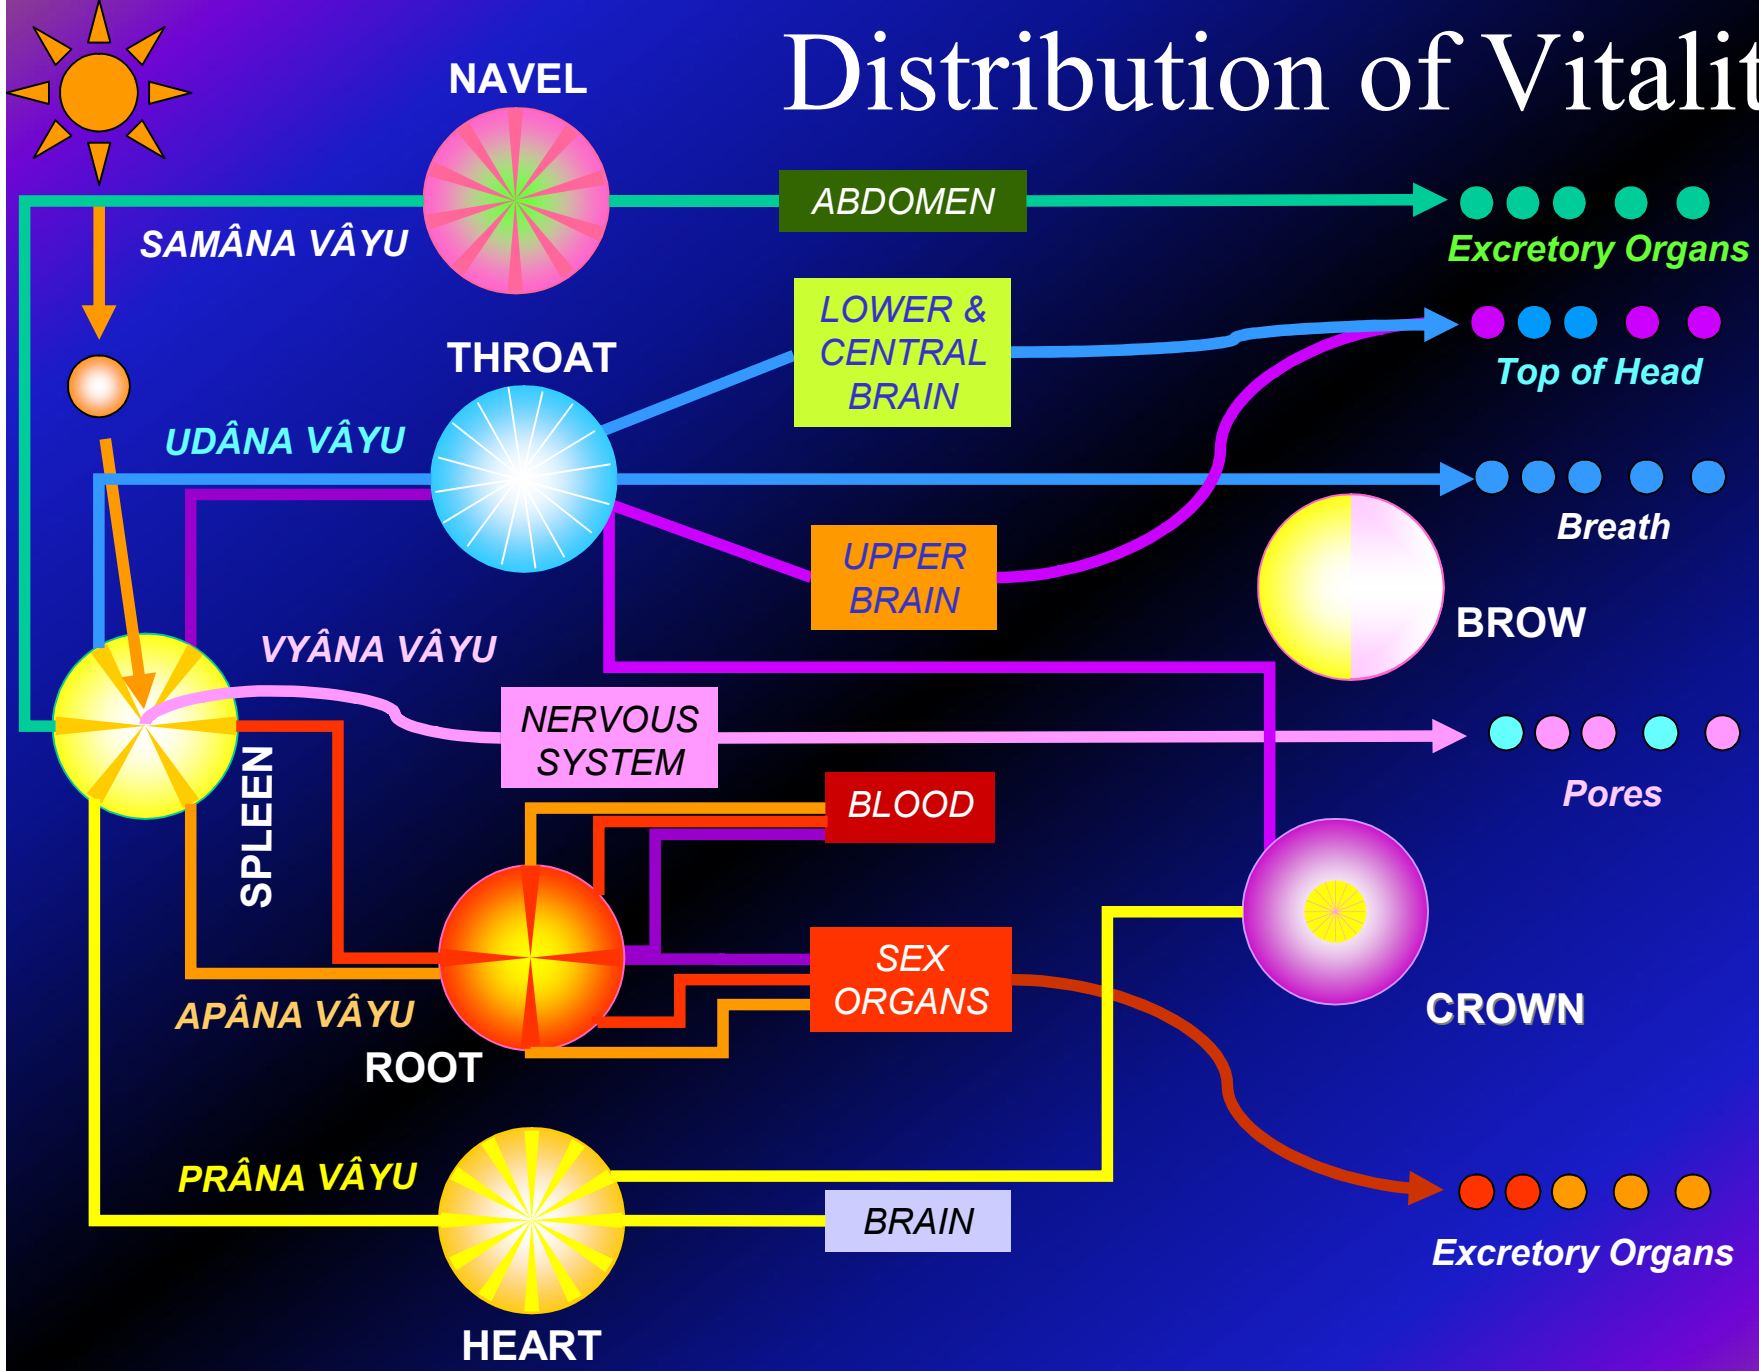 Distribution of Vitalit
NAVEL
SAMÂNA VÂYU
ABDOMEN
Excretory Organs
THROAT
LOWER &
CENTRAL
BRAIN
Top of Head
UDÂNA VÂYU
Breath
UPPER
BRAIN
BROW
VYÂNA VÂYU
NERVOUS
SYSTEM
Pores
SPLEEN
BLOOD
APÂNA VÂYU
ROOT
SEX
ORGANS
CROWN
PRÂNA VÂYU
BRAIN
Excretory Organs
HEART